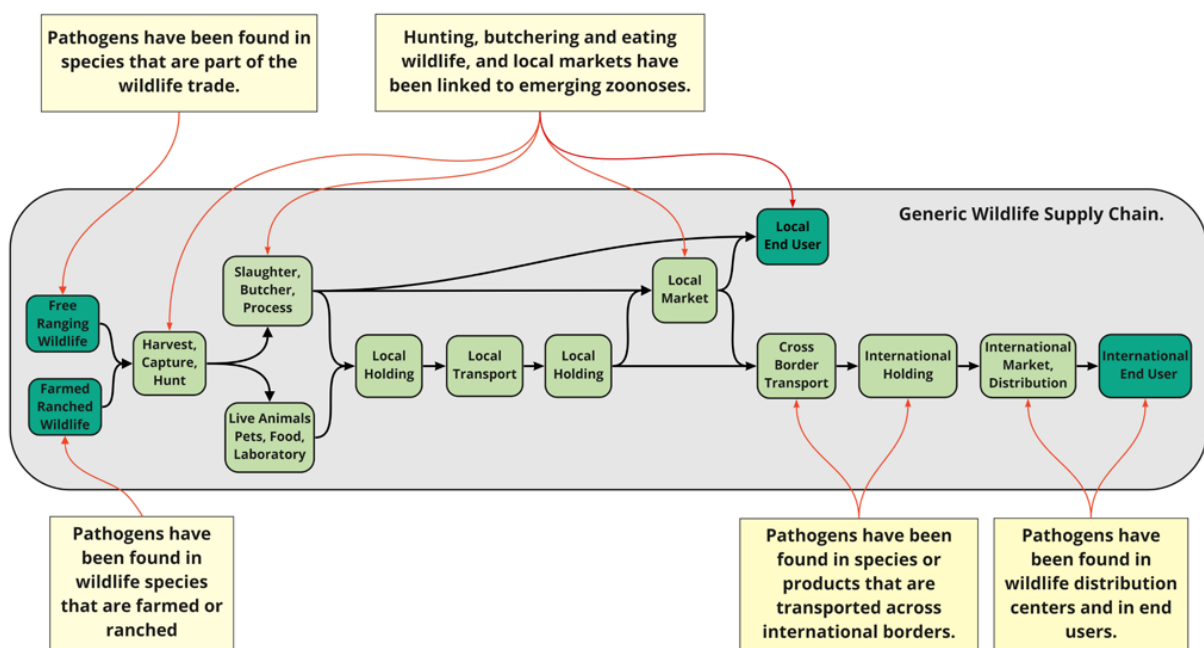 Pathogens have been found in
species that are part of the
wildlife trade.
Hunting, butchering and eating
wildlife, and local markets have
been linked to emerging zoonoses.
Generic Wildlife Supply Chain.
Free
Ranging
Wildlife
Farmed
Ranched
Wildlife
Harvest,
Capture,
Hunt
Slaughter,
Butcher,
Process
Live Animals
Pets, Food,
Laboratory
Local
Holding
Local
Transport
Local
Holding
Local
Market
Local
End User
Cross
Border
Transport
International
Holding
International
Market,
Distribution
International
End User
Pathogens have
been found in
wildlife species
that are farmed or
ranched
Pathogens have been
found in species or
products that are
transported across
international borders.
Pathogens have
been found in
wildlife distribution
centers and in end
users.